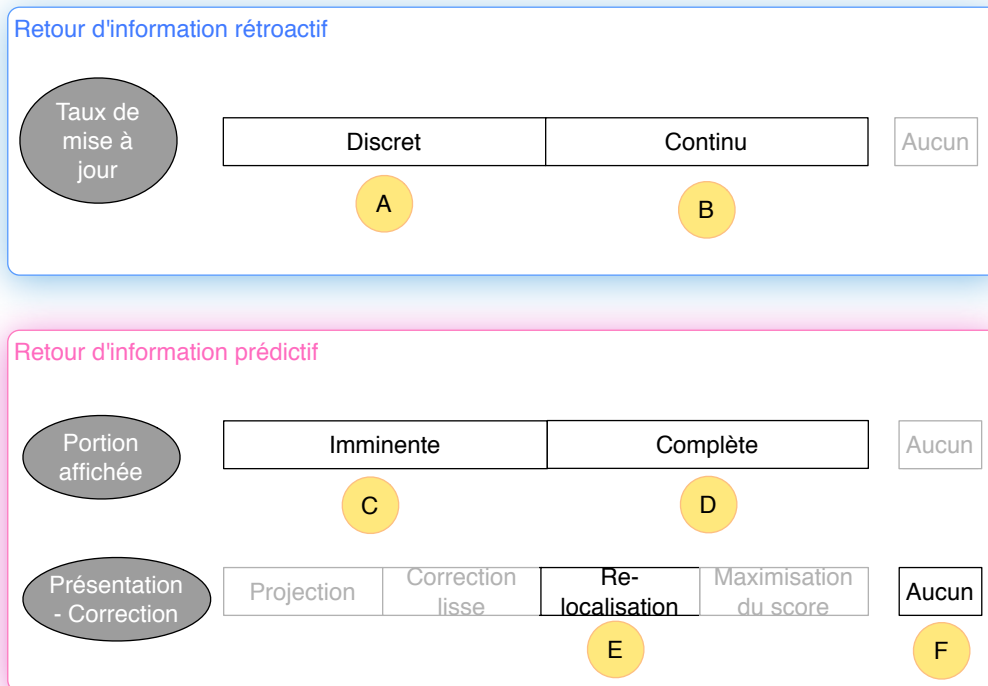 Retour d'information rétroactif
Taux de
mise à
jour
Discret
Continu
Aucun
A
B
Retour d'information prédictif
Portion
affichée
Imminente
Complète
Aucun
C
D
Présentation
- Correction
Projection
Correction
lisse
Re-
localisation
Maximisation
du score
Aucun
E
F